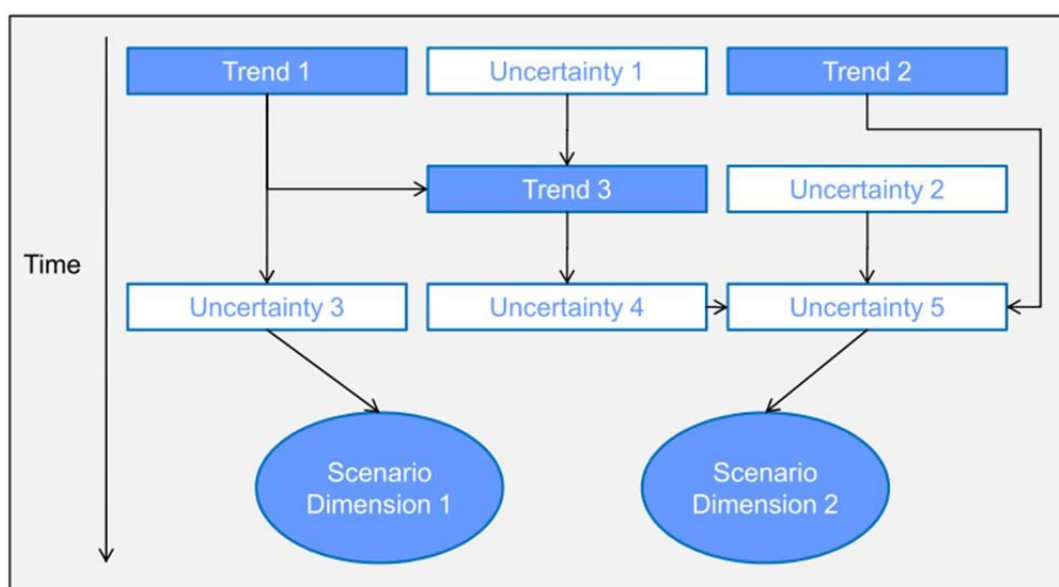 Trend 1
Uncertainty 1
Trend 2
Trend 3
Uncertainty 2
Time
Uncertainty 3
Uncertainty 4
Uncertainty 5
Scenario
Dimension 1
Scenario
Dimension 2